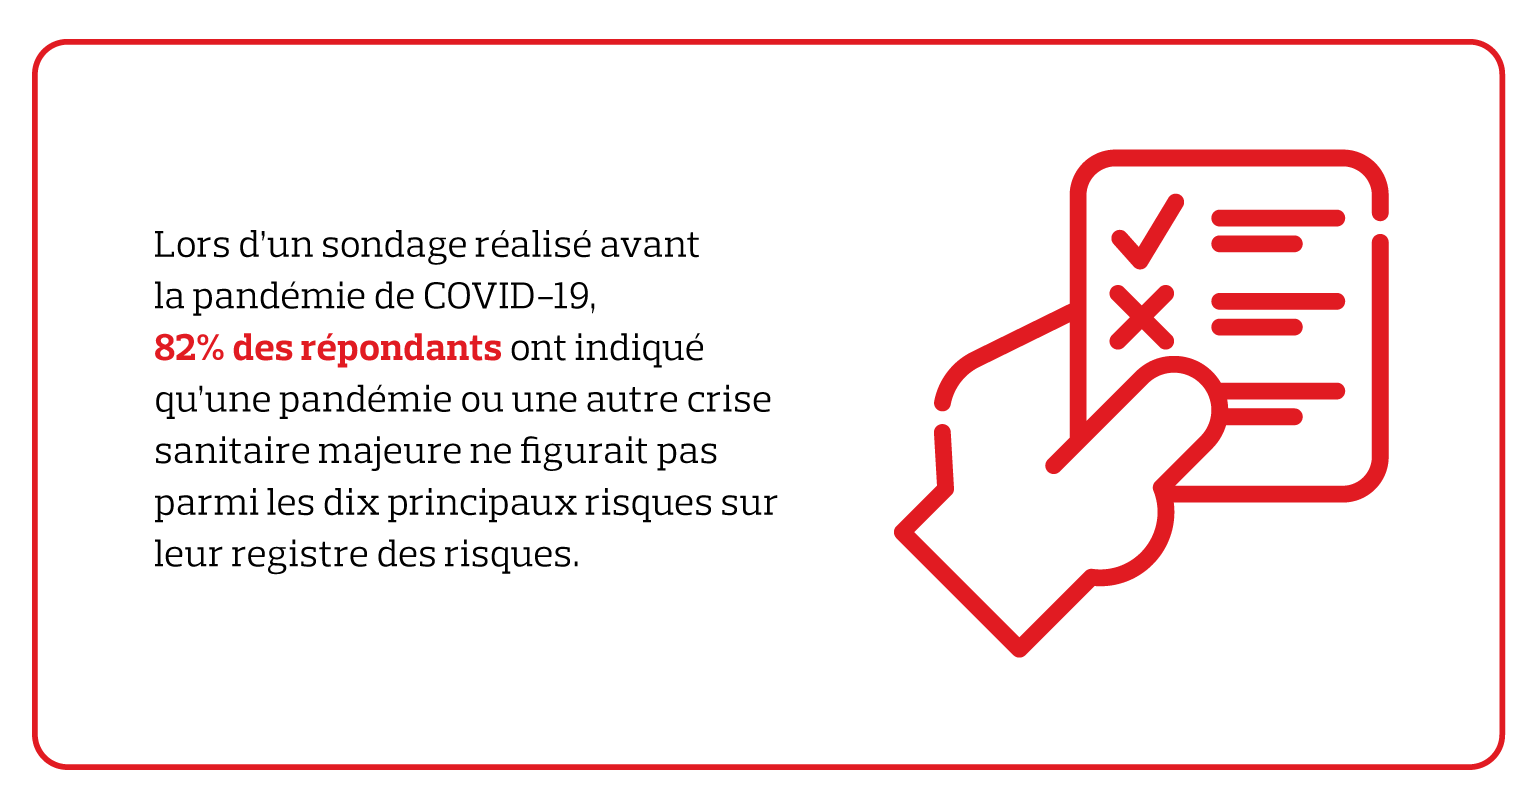 Lors d’un sondage réalisé avant
la pandémie de COVID–19,
82% des répondants ont indiqué
qu’une pandémie ou une autre crise
sanitaire majeure ne figurait pas
parmi les dix principaux risques sur
leur registre des risques.